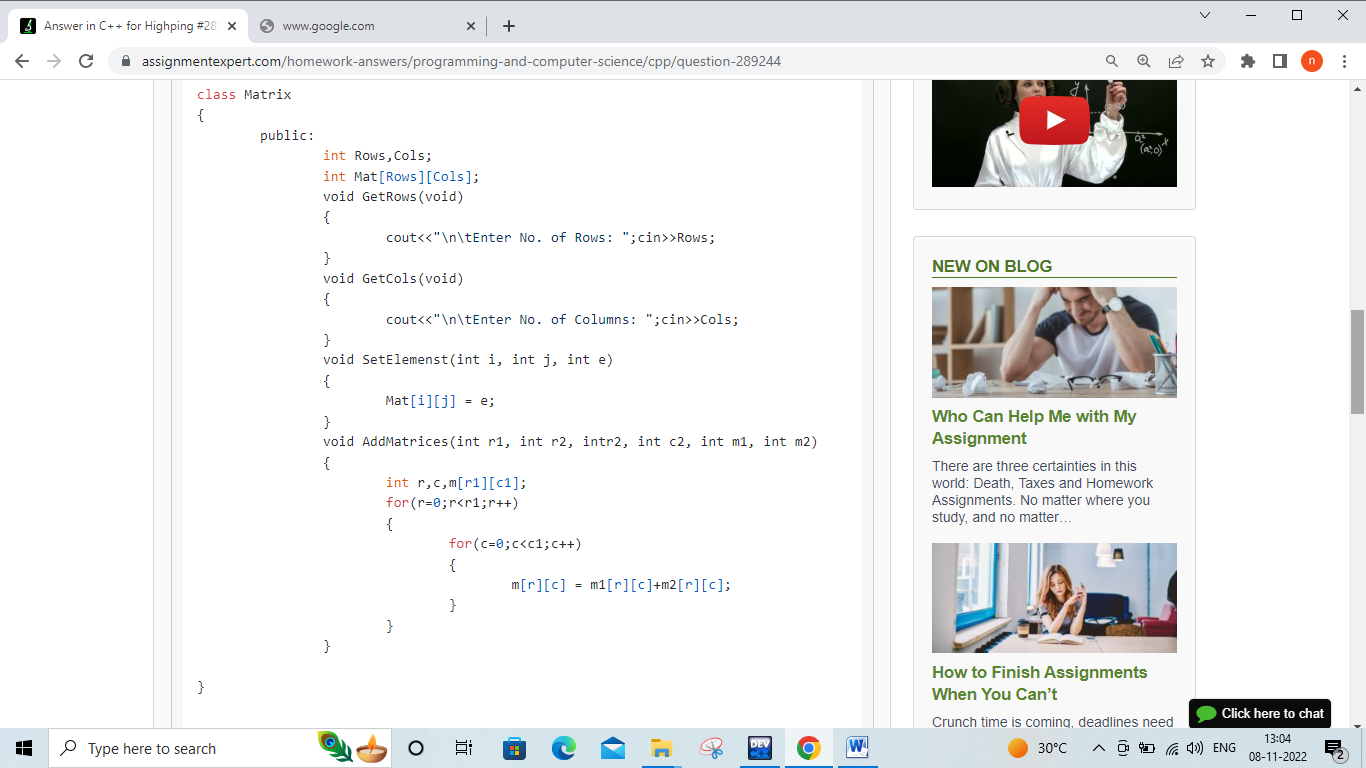 Answer in C++ for Highping #28
www.google.com
assignmentexpert.com/homework-answers/programming-and-computer-science/cpp/question-289244
n
class Matrix
{
public:
int Rows,Cols;
int Mat[Rows][Cols];
void GetRows(void)
{
cout<<"\n\tEnter No. of Rows: ";cin>>Rows;
}
void GetCols(void)
{
cout<<"\n\tEnter No. of Columns: ";cin>>Cols;
}
void SetElemenst(int i, int j, int e)
{
Mat[i][j] = e;
}
void AddMatrices(int r1, int r2, intr2, int c2, int m1, int m2)
{
int r,c,m[r1][c1];
for(r=0;r<r1;r++)
{
for(c=0;c<c1;c++)
{
m[r][c] = m1[r][c]+m2[r][c];
}
}
}
}
NEW ON BLOG
Who Can Help Me with My
Assignment
There are three certainties in this
world: Death, Taxes and Homework
Assignments. No matter where you
study, and no matter…
How to Finish Assignments
When You Can't
Crunch time is coming, deadlines need
Click here to chat
Type here to search
DEV
W
30°C
ENG
13:04
08-11-2022
2